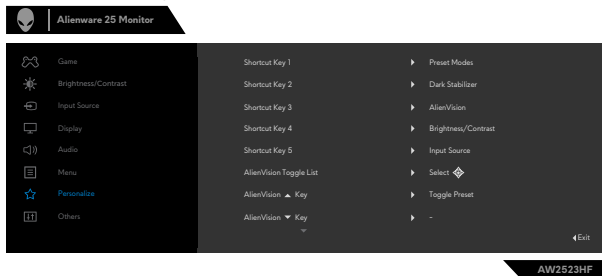 Alienware 25 Monitor
Game
Shortcut Key 1 Preset Modes
Brightness/Contrast
Shortcut Key 2 Dark Stabilizer
Input Source
Shortcut Key 3 AlienVision
Display
Shortcut Key 4 Brightness/Contrast
Audio
Shortcut Key 5 Input Source
Menu
AlienVision Toggle List Select
Personalize
AlienVision ▲ Key Toggle Preset
Others
AlienVision ▼ Key -
Exit
AW2523HF